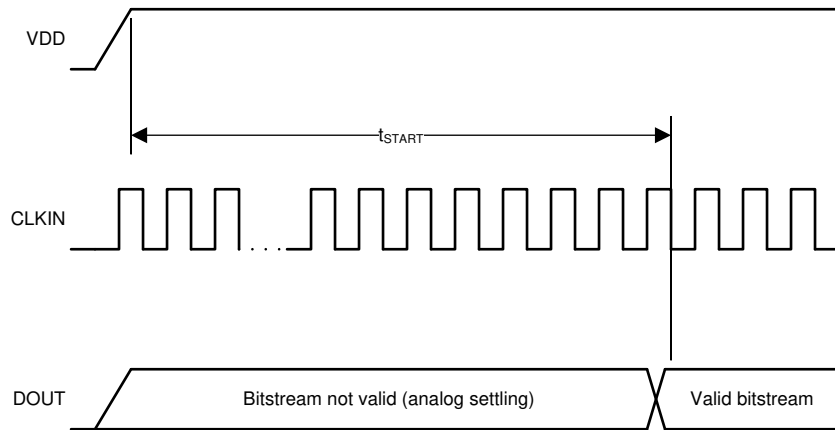 VDD
tSTART
CLKIN
. . .
DOUT
Bitstream not valid (analog settling)
Valid bitstream